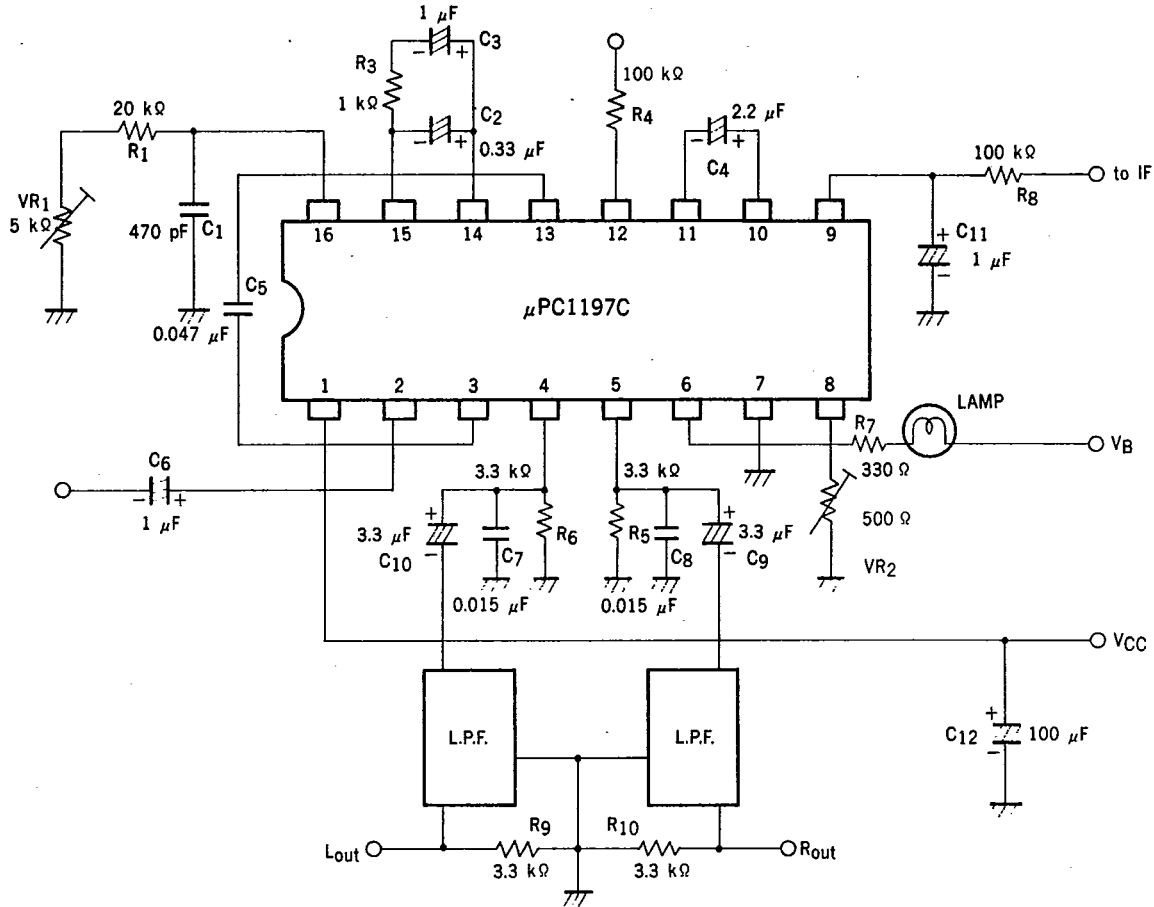 1 μF
− + C3
R3
1 kΩ
C2
− +
0.33 μF
100 kΩ
R4
2.2 μF
− +
C4
20 kΩ
R1
VR1
5 kΩ
470 pF C1
100 kΩ
R8
to IF
+ C11
1 μF
−
16 15 14 13 12 11 10 9
C5
0.047 μF
μPC1197C
1 2 3 4 5 6 7 8
LAMP
R7
VB
330 Ω
C6
− +
1 μF
3.3 kΩ 3.3 kΩ
500 Ω
VR2
3.3 μF +
−
C10
C7
R6
0.015 μF
R5
C8
0.015 μF
+
3.3 μF
−
C9
VCC
L.P.F. L.P.F.
+
C12 100 μF
−
R9 R10
Lout Rout
3.3 kΩ 3.3 kΩ